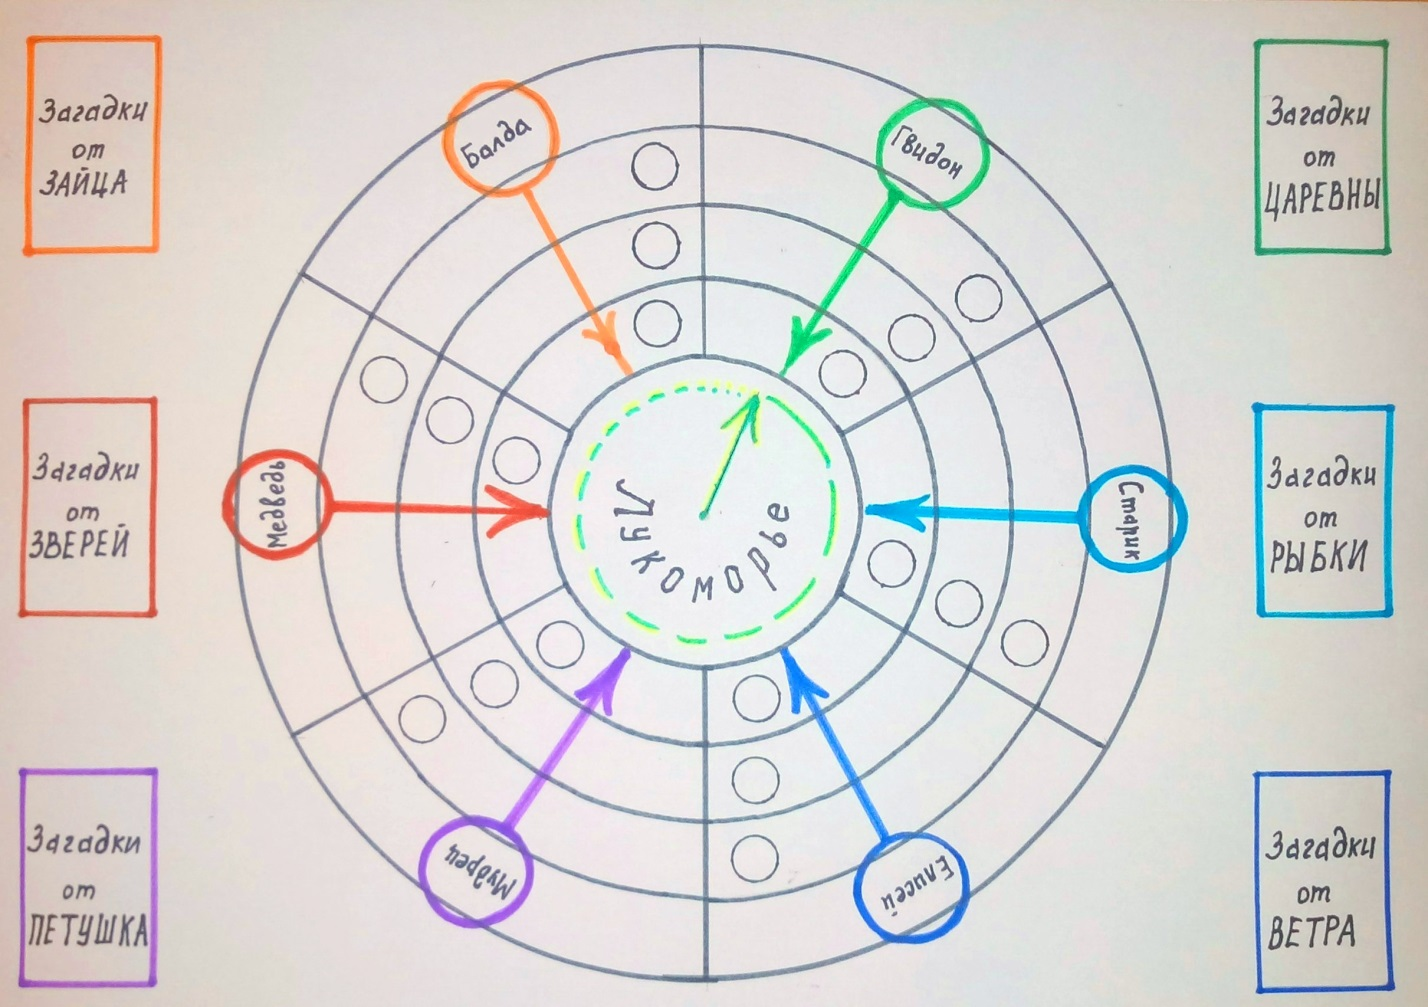 Загадки
от
ЗАЙЦА
Балда
Гвидон
Загадки
от
ЦАРЕВНЫ
Загадки
от
ЗВЕРЕЙ
Медведь
Лукоморье
Старик
Загадки
от
РЫБКИ
Загадки
от
ПЕТУШКА
Мудрец
Елисей
Загадки
от
ВЕТРА